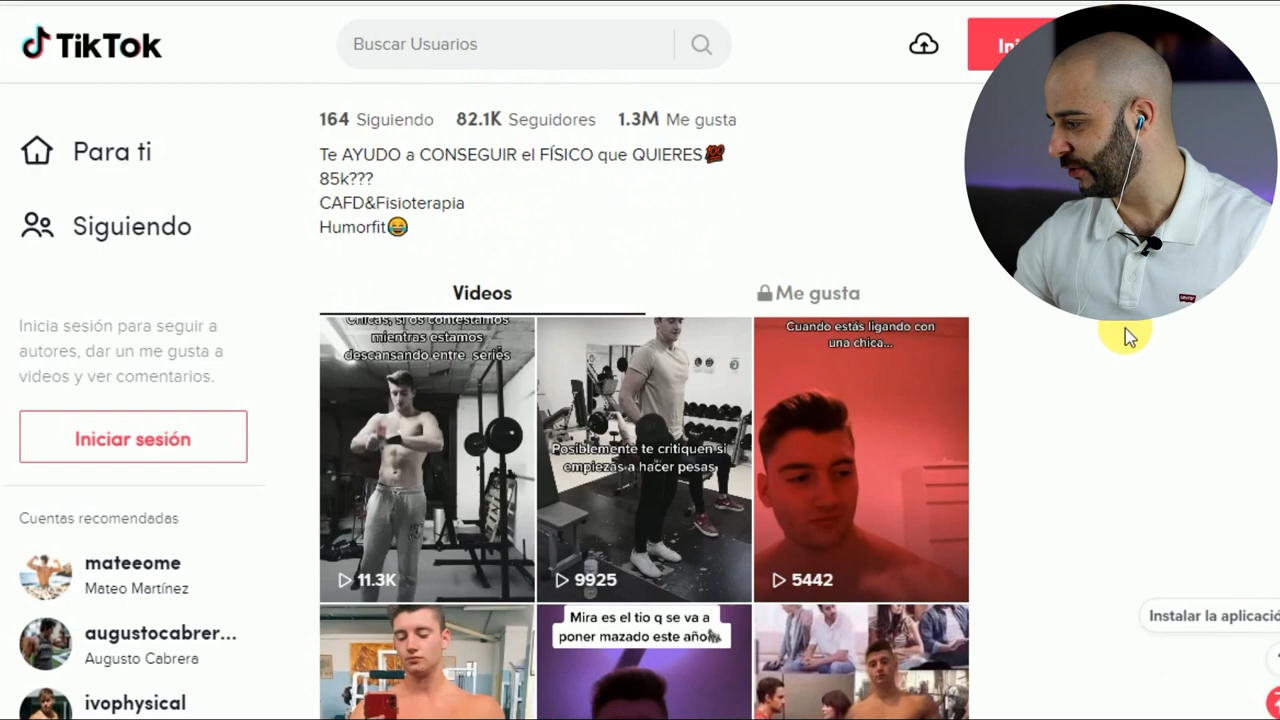 TikTok
Buscar Usuarios
Para ti
Siguiendo
Inicia sesión para seguir a
autores, dar un me gusta a
videos y ver comentarios.
Iniciar sesión
Cuentas recomendadas
mateeome
Mateo Martínez
augustocabrer...
Augusto Cabrera
ivophysical
164 Siguiendo 82.1K Seguidores 1.3M Me gusta
Te AYUDO a CONSEGUIR el FÍSICO que QUIERES💯
85k???
CAFD&Fisioterapia
Humorfit😂
Videos
Me gusta
Chicas, si os contestamos
mientras estamos
descansando entre series
11.3K
Posiblemente te critiquen si
empiezas a hacer pesas
9925
Cuando estás ligando con
una chica...
5442
Mira es el tio q se va a
poner mazado este año
Instalar la